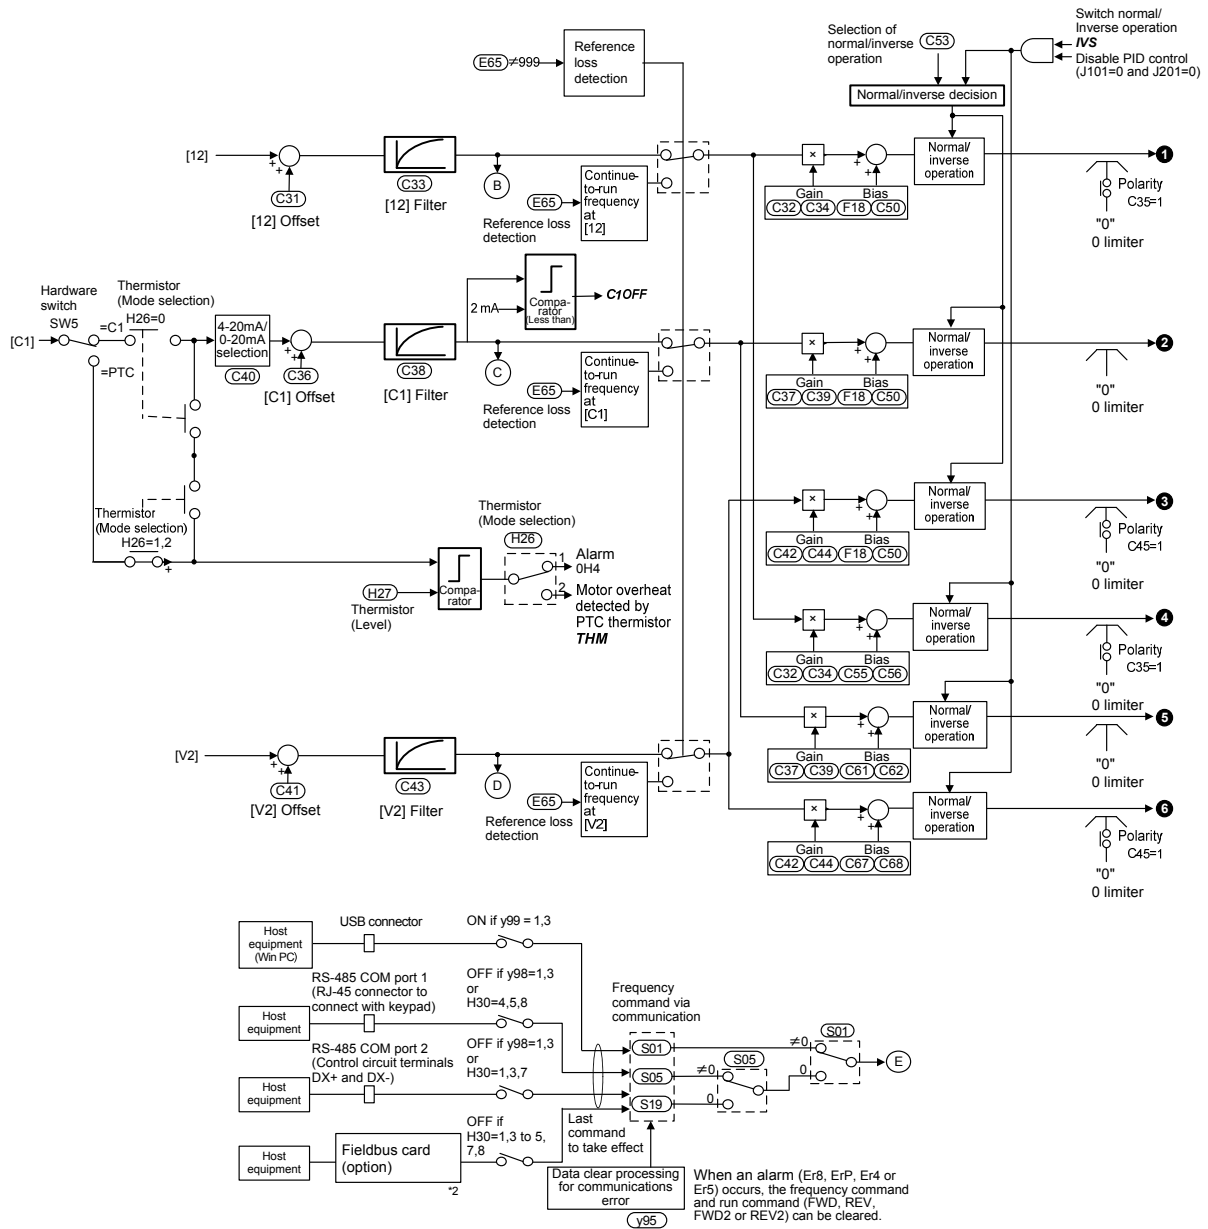 Switch normal/
Inverse operation
IVS
Disable PID control
(J101=0 and J201=0)
Selection of
normal/inverse
operation
C53
Normal/inverse decision
E65 ≠999
Reference
loss
detection
[12]
+
+
C31
[12] Offset
C33
[12] Filter
B
E65
Reference loss
detection
Continue-
to-run
frequency
at
[12]
×
+
+
Gain
Bias
C32 C34 F18 C50
Normal/
inverse
operation
1
Polarity
C35=1
"0"
0 limiter
Hardware
switch
SW5
[C1]
=C1
=PTC
Thermistor
(Mode selection)
H26=0
4-20mA/
0-20mA
selection
C40
+
+
C36
[C1] Offset
C38
[C1] Filter
2 mA
Compa-
rator
(Less than)
C1OFF
C
E65
Reference loss
detection
Continue-
to-run
frequency
at
[C1]
×
+
+
Gain
Bias
C37 C39 F18 C50
Normal/
inverse
operation
2
"0"
0 limiter
Thermistor
(Mode selection)
H26=1,2
+
H27
Thermistor
(Level)
Compa-
rator
Thermistor
(Mode selection)
H26
1
Alarm
0H4
2
Motor overheat
detected by
PTC thermistor
THM
×
+
+
Gain
Bias
C42 C44 F18 C50
Normal/
inverse
operation
3
Polarity
C45=1
"0"
0 limiter
×
+
+
Gain
Bias
C32 C34 C55 C56
Normal/
inverse
operation
4
Polarity
C35=1
"0"
0 limiter
×
+
+
Gain
Bias
C37 C39 C61 C62
Normal/
inverse
operation
5
"0"
0 limiter
[V2]
+
+
C41
[V2] Offset
C43
[V2] Filter
D
E65
Reference loss
detection
Continue-
to-run
frequency
at
[V2]
×
+
+
Gain
Bias
C42 C44 C67 C68
Normal/
inverse
operation
6
Polarity
C45=1
"0"
0 limiter
Host
equipment
(Win PC)
USB connector
ON if y99 = 1,3
Host
equipment
RS-485 COM port 1
(RJ-45 connector to
connect with keypad)
OFF if y98=1,3
or
H30=4,5,8
Host
equipment
RS-485 COM port 2
(Control circuit terminals
DX+ and DX-)
OFF if y98=1,3
or
H30=1,3,7
Host
equipment
Fieldbus card
(option)
*2
OFF if
H30=1,3 to 5,
7,8
Last
command
to take effect
Frequency
command via
communication
S01
S05
S19
≠0
S05
0
≠0
S01
0
E
Data clear processing
for communications
error
y95
When an alarm (Er8, ErP, Er4 or
Er5) occurs, the frequency command
and run command (FWD, REV,
FWD2 or REV2) can be cleared.